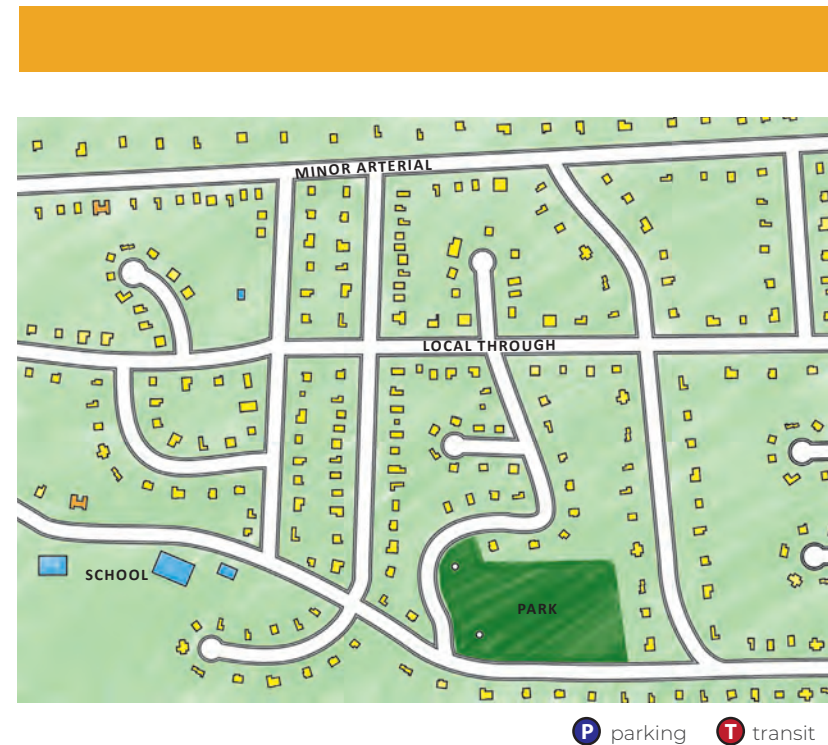 MINOR ARTERIAL
LOCAL THROUGH
SCHOOL
PARK
P parking T transit